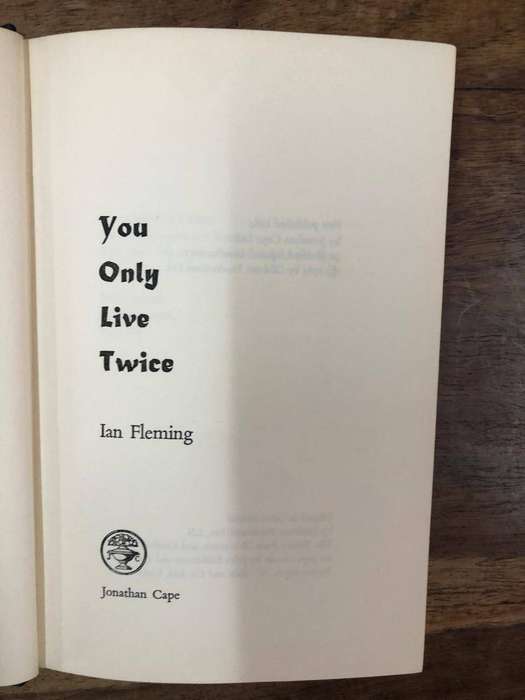 You
Only
Live
Twice
Ian Fleming
Jonathan Cape